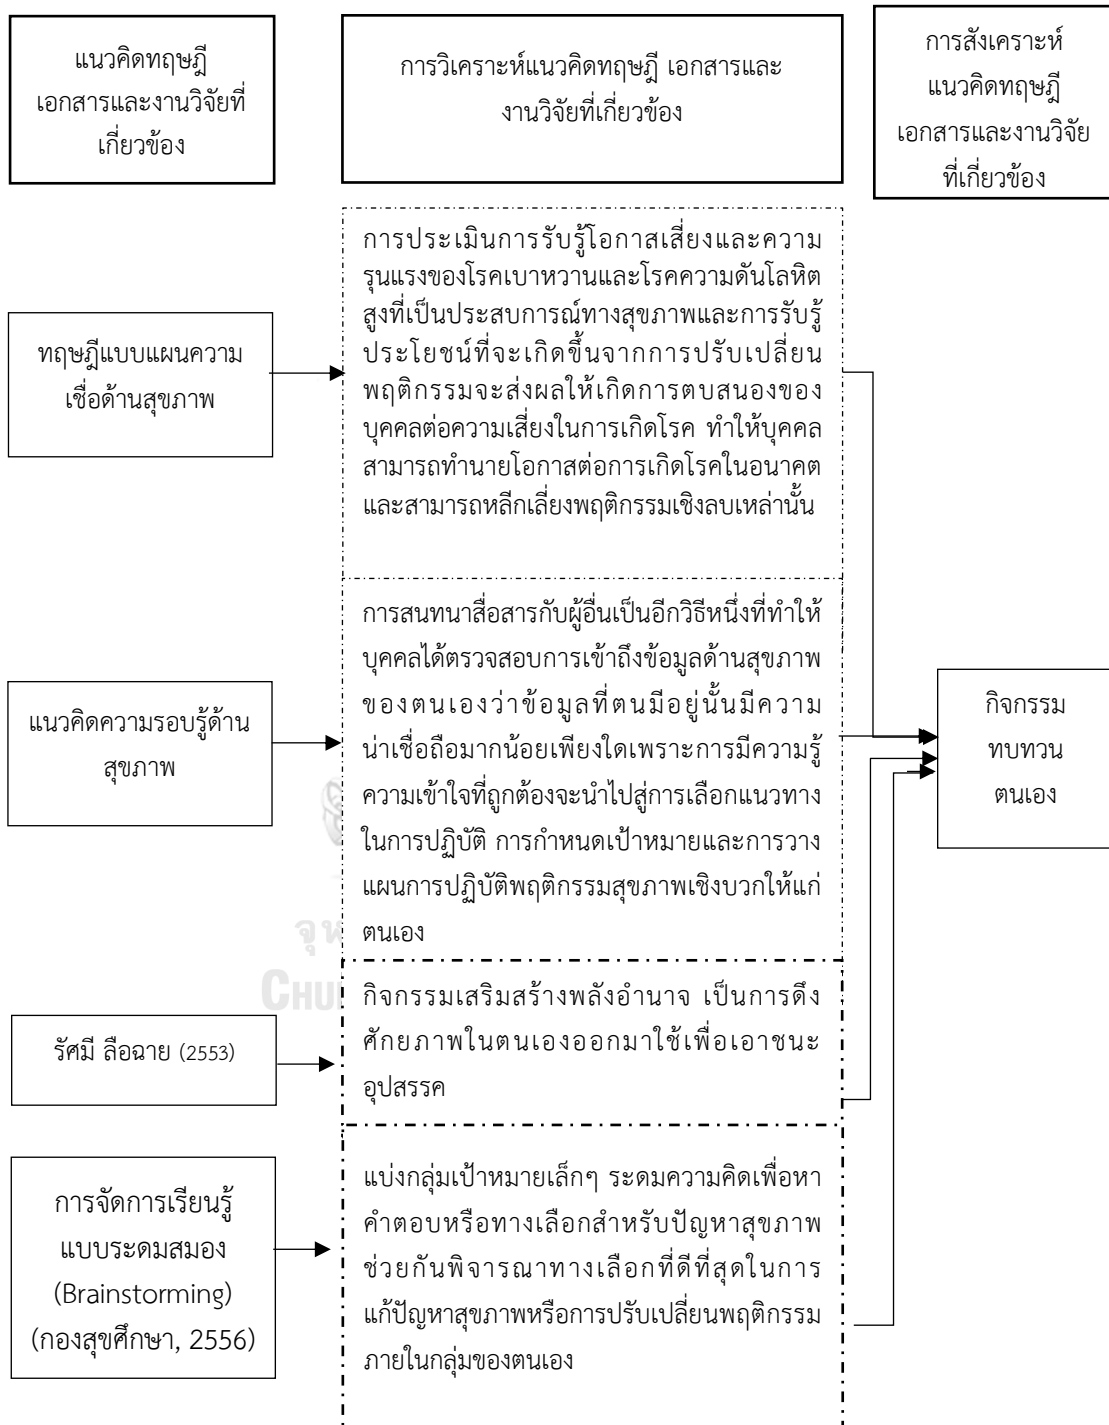 แนวคิดทฤษฎี
เอกสารและงานวิจัยที่
เกี่ยวข้อง
การวิเคราะห์แนวคิดทฤษฎี เอกสารและ
งานวิจัยที่เกี่ยวข้อง
การสังเคราะห์
แนวคิดทฤษฎี
เอกสารและงานวิจัย
ที่เกี่ยวข้อง
ทฤษฎีแบบแผนความ
เชื่อด้านสุขภาพ
การประเมินการรับรู้โอกาสเสี่ยงและความ
รุนแรงของโรคเบาหวานและโรคความดันโลหิต
สูงที่เป็นประสบการณ์ทางสุขภาพและการรับรู้
ประโยชน์ที่จะเกิดขึ้นจากการปรับเปลี่ยน
พฤติกรรมจะส่งผลให้เกิดการตบสนองของ
บุคคลต่อความเสี่ยงในการเกิดโรค ทำให้บุคคล
สามารถทำนายโอกาสต่อการเกิดโรคในอนาคต
และสามารถหลีกเลี่ยงพฤติกรรมเชิงลบเหล่านั้น
แนวคิดความรอบรู้ด้าน
สุขภาพ
การสนทนาสื่อสารกับผู้อื่นเป็นอีกวิธีหนึ่งที่ทำให้
บุคคลได้ตรวจสอบการเข้าถึงข้อมูลด้านสุขภาพ
ของตนเองว่าข้อมูลที่ตนมีอยู่นั้นมีความ
น่าเชื่อถือมากน้อยเพียงใดเพราะการมีความรู้
ความเข้าใจที่ถูกต้องจะนำไปสู่การเลือกแนวทาง
ในการปฏิบัติ การกำหนดเป้าหมายและการวาง
แผนการปฏิบัติพฤติกรรมสุขภาพเชิงบวกให้แก่
ตนเอง
กิจกรรม
ทบทวน
ตนเอง
จุฬ
CHU
รัศมี ลือฉาย (2553)
กิจกรรมเสริมสร้างพลังอำนาจ เป็นการดึง
ศักยภาพในตนเองออกมาใช้เพื่อเอาชนะ
อุปสรรค
การจัดการเรียนรู้
แบบระดมสมอง
(Brainstorming)
(กองสุขศึกษา, 2556)
แบ่งกลุ่มเป้าหมายเล็กๆ ระดมความคิดเพื่อหา
คำตอบหรือทางเลือกสำหรับปัญหาสุขภาพ
ช่วยกันพิจารณาทางเลือกที่ดีที่สุดในการ
แก้ปัญหาสุขภาพหรือการปรับเปลี่ยนพฤติกรรม
ภายในกลุ่มของตนเอง